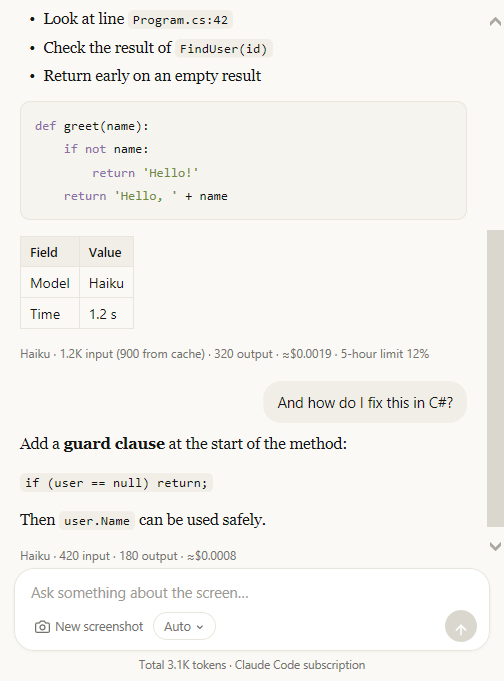 • Look at line Program.cs:42
• Check the result of FindUser(id)
• Return early on an empty result
def greet(name):
    if not name:
        return 'Hello!'
    return 'Hello, ' + name
Field Value
Model Haiku
Time 1.2 s
Haiku · 1.2K input (900 from cache) · 320 output · ≈$0.0019 · 5-hour limit 12%
And how do I fix this in C#?
Add a guard clause at the start of the method:
if (user == null) return;
Then user.Name can be used safely.
Haiku · 420 input · 180 output · ≈$0.0008
Ask something about the screen...
New screenshot Auto
Total 3.1K tokens · Claude Code subscription